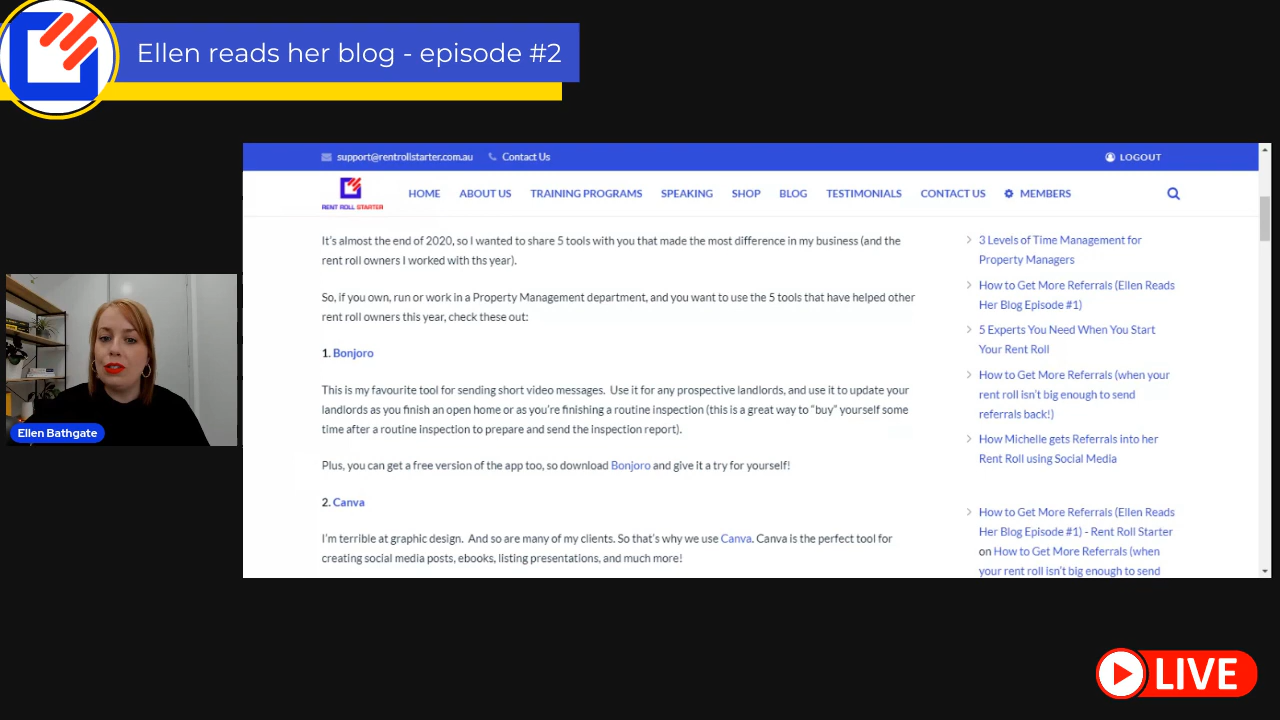 Ellen reads her blog - episode #2
support@rentrollstarter.com.au Contact Us LOGOUT
RENT ROLL STARTER
HOME ABOUT US TRAINING PROGRAMS SPEAKING SHOP BLOG TESTIMONIALS CONTACT US MEMBERS
It's almost the end of 2020, so I wanted to share 5 tools with you that made the most difference in my business (and the
rent roll owners I worked with ths year).
So, if you own, run or work in a Property Management department, and you want to use the 5 tools that have helped other
rent roll owners this year, check these out:
1. Bonjoro
This is my favourite tool for sending short video messages. Use it for any prospective landlords, and use it to update your
landlords as you finish an open home or as you're finishing a routine inspection (this is a great way to "buy" yourself some
time after a routine inspection to prepare and send the inspection report).
Plus, you can get a free version of the app too, so download Bonjoro and give it a try for yourself!
2. Canva
I'm terrible at graphic design. And so are many of my clients. So that's why we use Canva. Canva is the perfect tool for
creating social media posts, ebooks, listing presentations, and much more!
3 Levels of Time Management for
Property Managers
How to Get More Referrals (Ellen Reads
Her Blog Episode #1)
5 Experts You Need When You Start
Your Rent Roll
How to Get More Referrals (when your
rent roll isn't big enough to send
referrals back!)
How Michelle gets Referrals into her
Rent Roll using Social Media
How to Get More Referrals (Ellen Reads
Her Blog Episode #1) - Rent Roll Starter
on How to Get More Referrals (when
your rent roll isn't big enough to send
Ellen Bathgate
LIVE